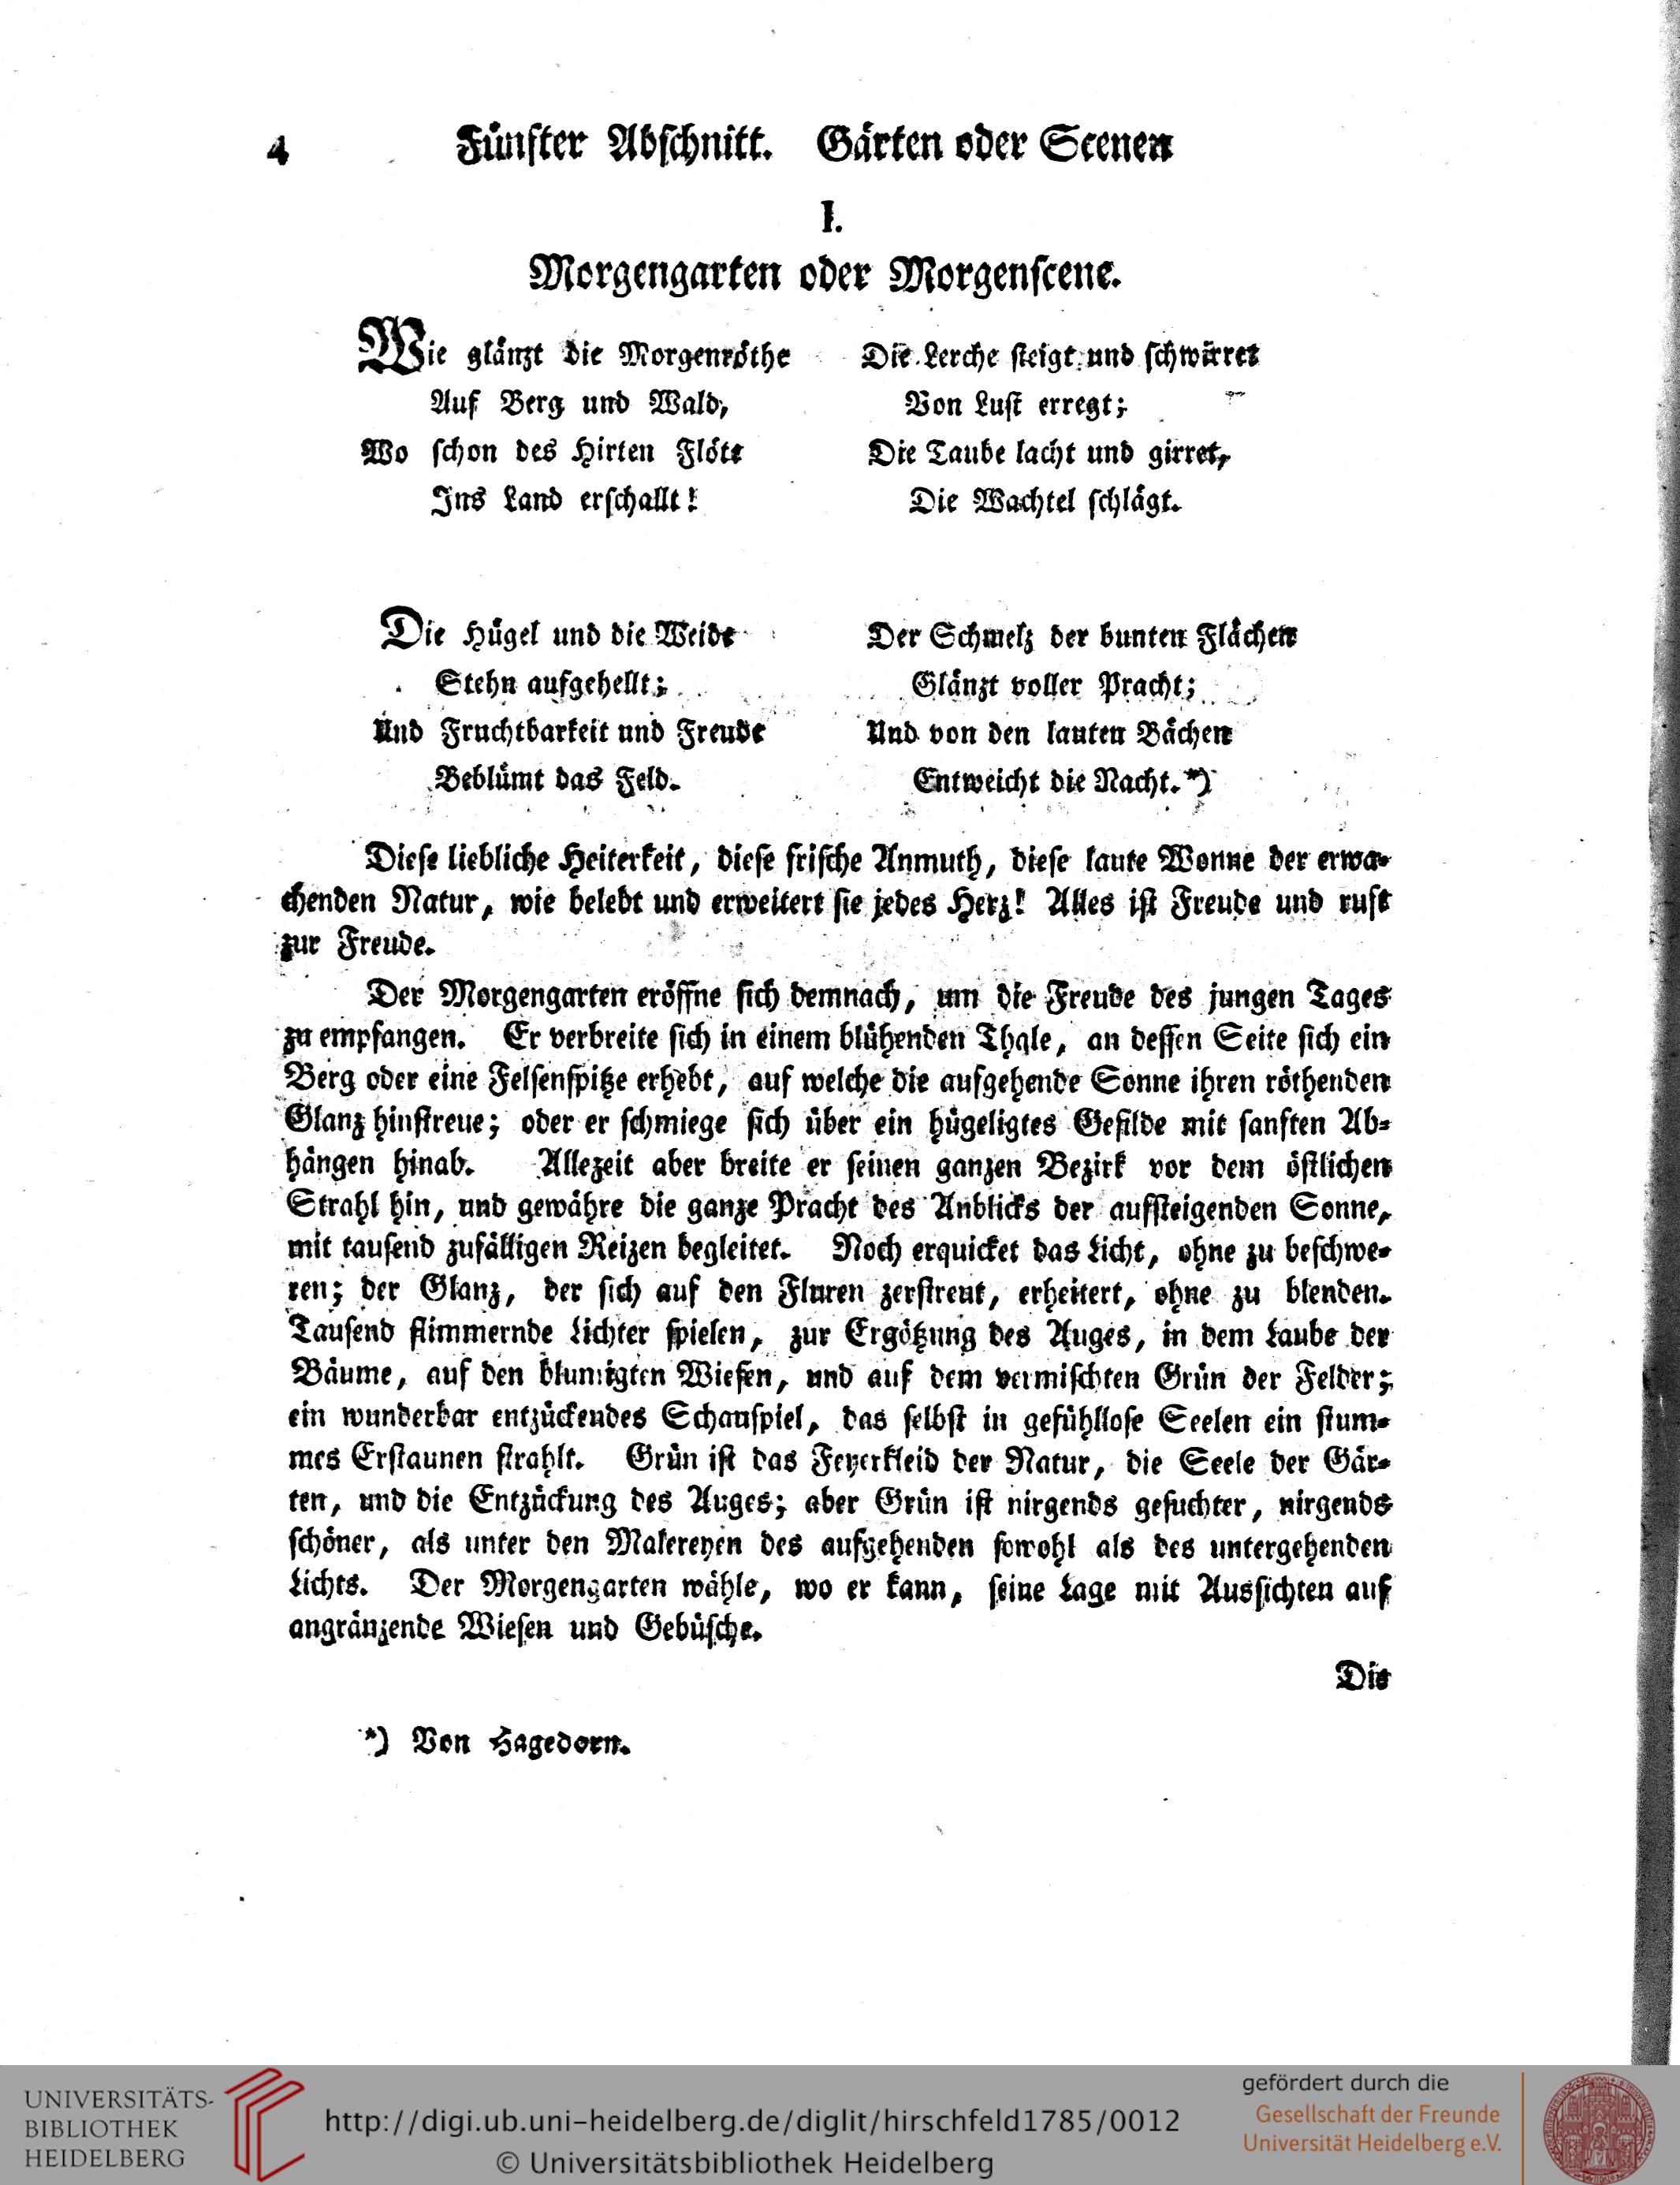 4 Fünfter Abschnitt. Gärten oder Scenen
I.
Morgengarten oder Morgenscene.
Wie glänzt die Morgenröthe
Auf Berg und Wald,
Wo schon des Hirten Flöte
Ins Land erschallt!
Die Lerche steigt und schwirret
Von Lust erregt;
Die Taube lacht und girret,
Die Wachtel schlägt.
Die Hügel und die Weide
Stehn aufgehellt;
Und Fruchtbarkeit und Freude
Beblümt das Feld.
Der Schmelz der bunten Flächen
Glänzt voller Pracht;
Und von den lauten Bächen
Entweicht die Nacht. *)
Diese liebliche Heiterkeit, diese frische Anmuth, diese laute Wonne der erwa-
chenden Natur, wie belebt und erweitert sie jedes Herz! Alles ist Freude und ruft
zur Freude.
Der Morgengarten eröffne sich demnach, um die Freude des jungen Tages
zu empfangen. Er verbreite sich in einem blühenden Thale, an dessen Seite sich ein
Berg oder eine Felsenspitze erhebt, auf welche die aufgehende Sonne ihren röthenden
Glanz hinstreue; oder er schmiege sich über ein hügeligtes Gefilde mit sanften Ab-
hängen hinab. Allezeit aber breite er seinen ganzen Bezirk vor dem östlichen
Strahl hin, und gewähre die ganze Pracht des Anblicks der aufsteigenden Sonne,
mit tausend zufälligen Reizen begleitet. Noch erquicket das Licht, ohne zu beschwe-
ren; der Glanz, der sich auf den Fluren zerstreut, erheitert, ohne zu blenden.
Tausend flimmernde Lichter spielen, zur Ergötzung des Auges, in dem Laube der
Bäume, auf den blumigten Wiesen, und auf dem vermischten Grün der Felder;
ein wunderbar entzückendes Schauspiel, das selbst in gefühllose Seelen ein stum-
mes Erstaunen strahlt. Grün ist das Feyerkleid der Natur, die Seele der Gär-
ten, und die Entzückung des Auges; aber Grün ist nirgends gesuchter, nirgends
schöner, als unter den Malereyen des aufgehenden sowohl als des untergehenden
Lichts. Der Morgengarten wähle, wo er kann, seine Lage mit Aussichten auf
angränzende Wiesen und Gebüsche.
Die
*) Von Hagedorn.
UNIVERSITÄTS-
BIBLIOTHEK
HEIDELBERG
http://digi.ub.uni-heidelberg.de/diglit/hirschfeld1785/0012
© Universitätsbibliothek Heidelberg
gefördert durch die
Gesellschaft der Freunde
Universität Heidelberg e.V.